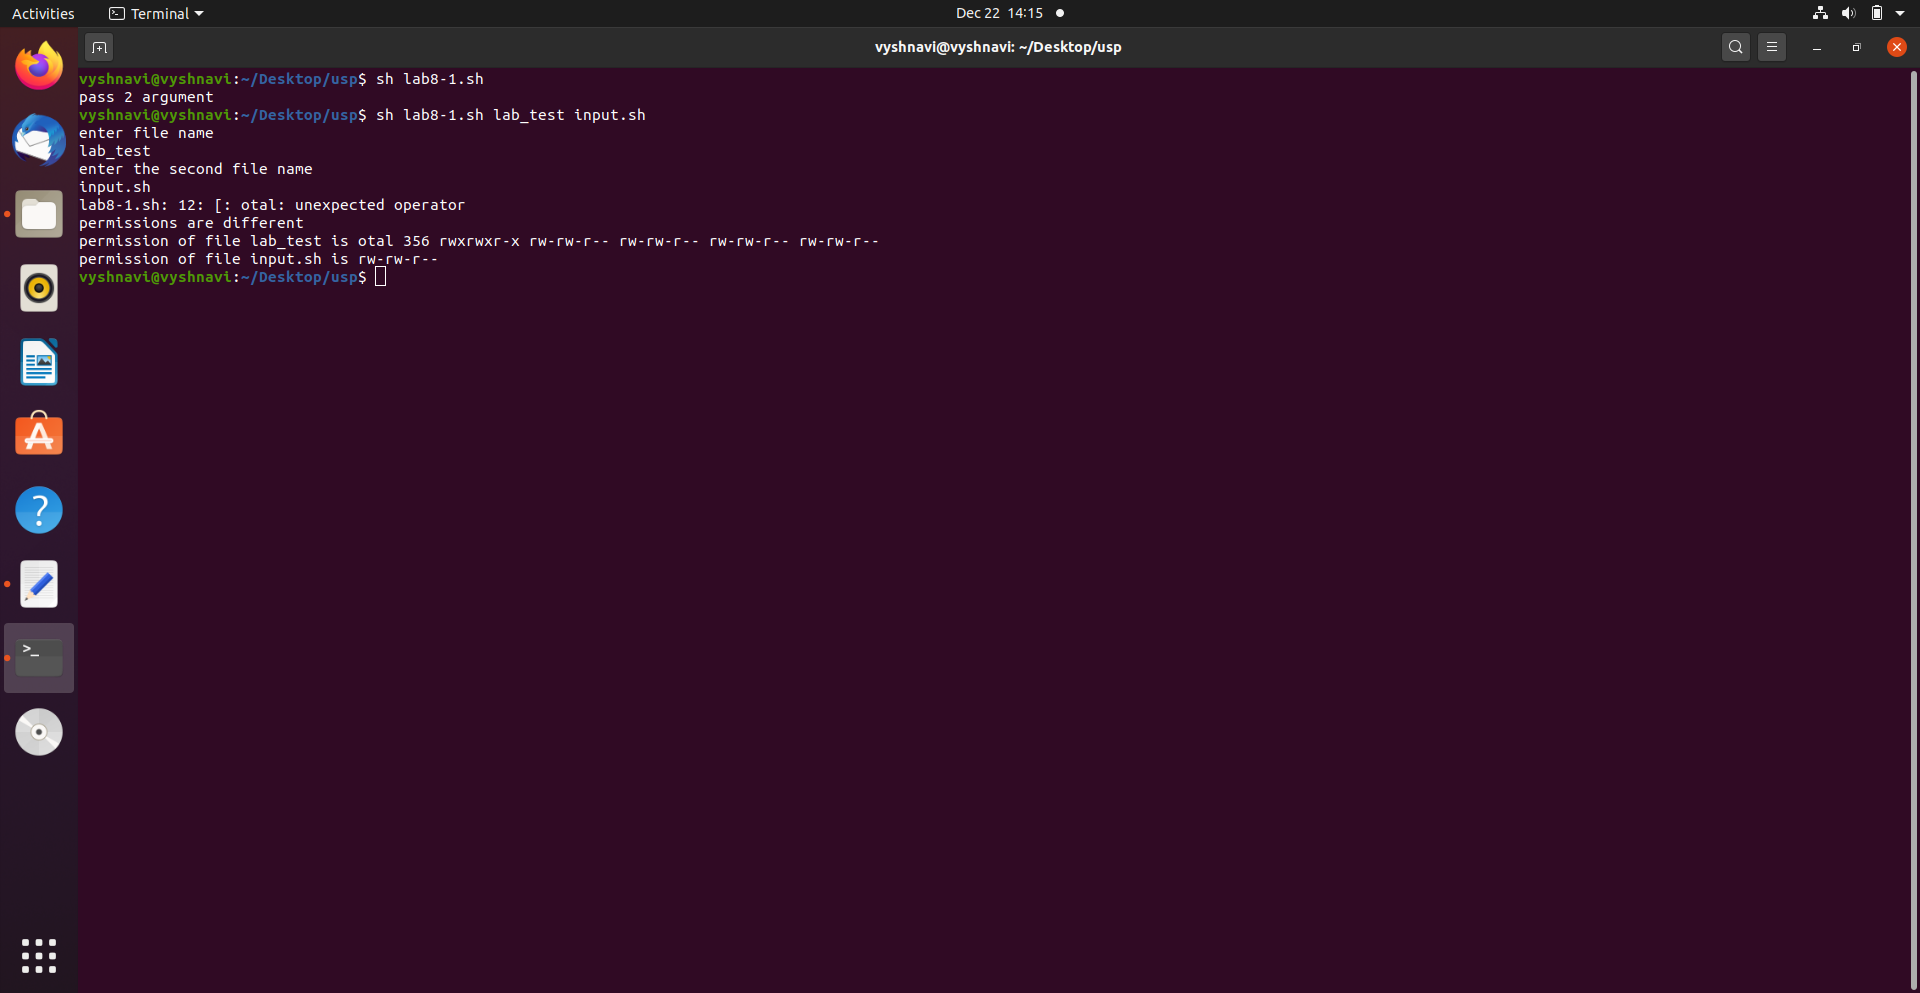 Activities
Terminal
Dec 22 14:15
vyshnavi@vyshnavi: ~/Desktop/usp
vyshnavi@vyshnavi:~/Desktop/usp$ sh lab8-1.sh
pass 2 argument
vyshnavi@vyshnavi:~/Desktop/usp$ sh lab8-1.sh lab_test input.sh
enter file name
lab_test
enter the second file name
input.sh
lab8-1.sh: 12: [: otal: unexpected operator
permissions are different
permission of file lab_test is otal 356 rwxrwxr-x rw-rw-r-- rw-rw-r-- rw-rw-r-- rw-rw-r--
permission of file input.sh is rw-rw-r--
vyshnavi@vyshnavi:~/Desktop/usp$